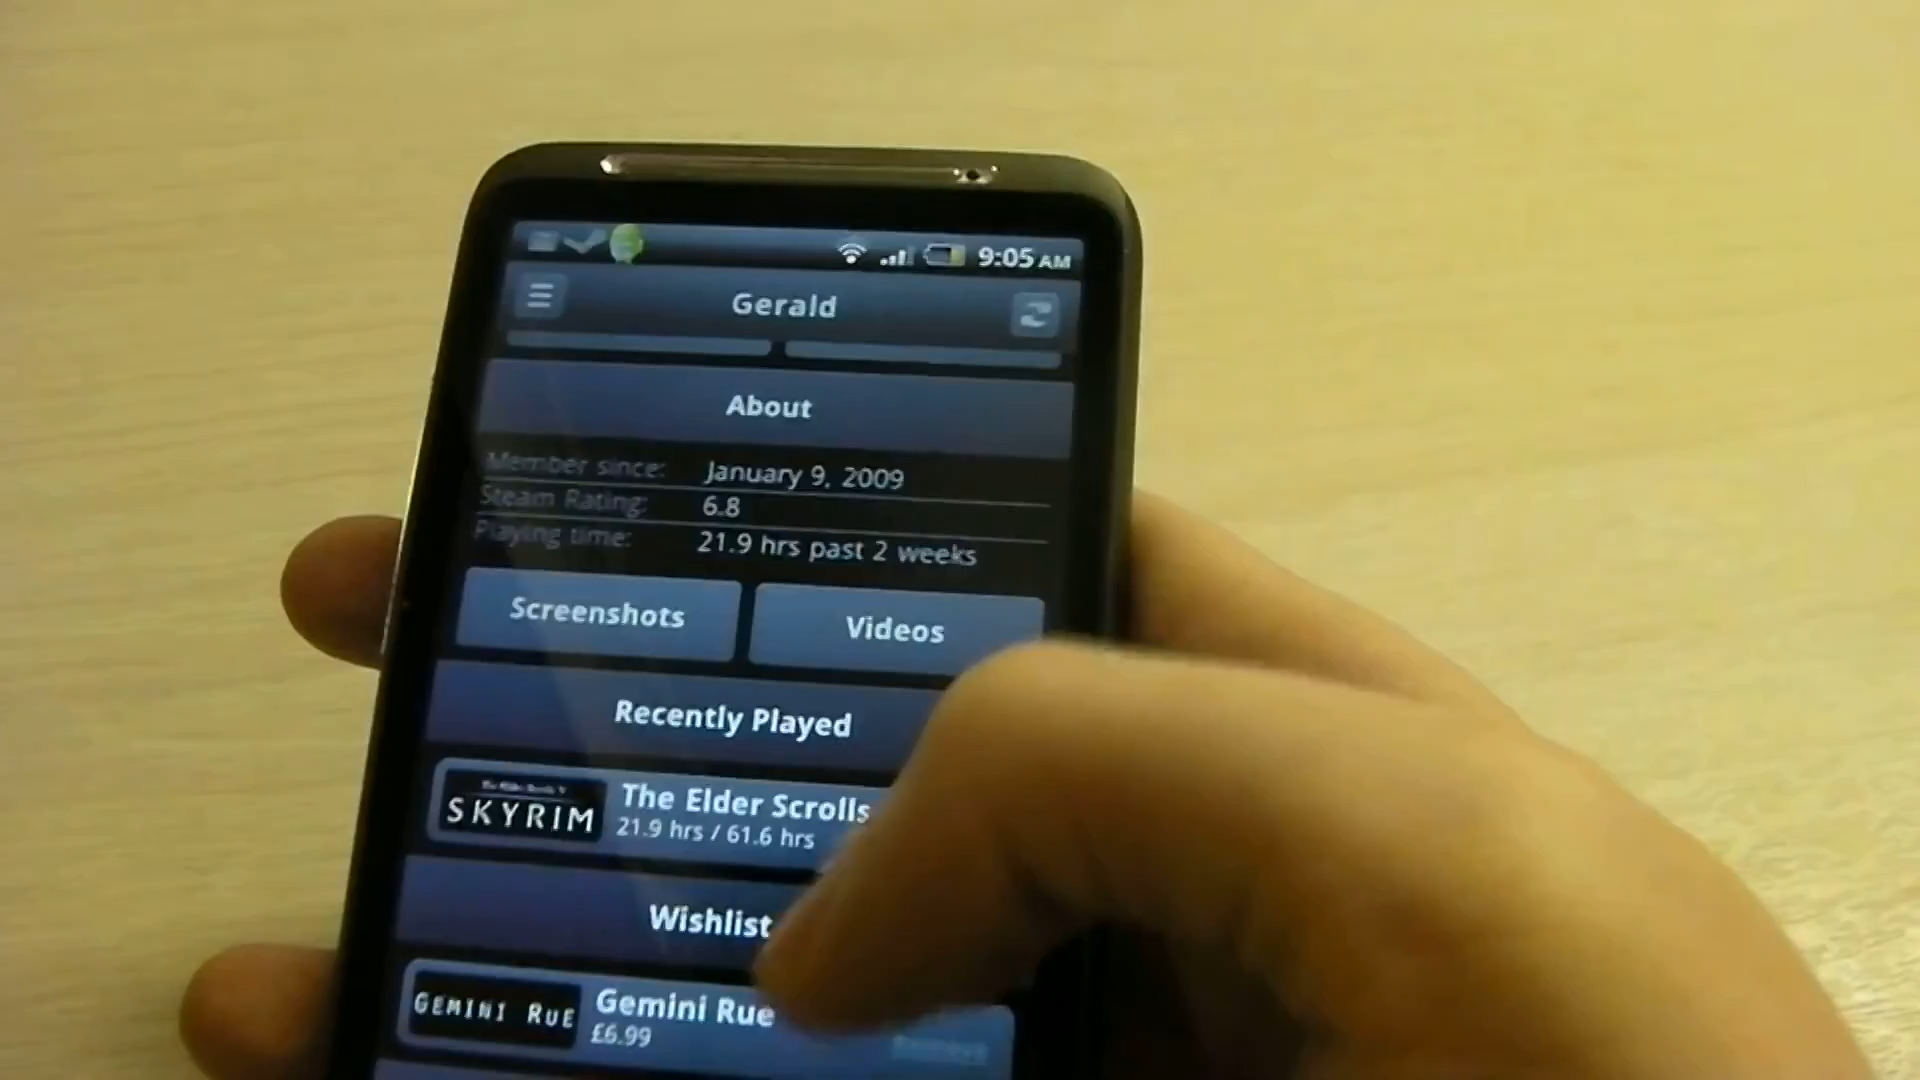 9:05 AM
Gerald
About
Member since: January 9, 2009
Steam Rating: 6.8
Playing time: 21.9 hrs past 2 weeks
Screenshots Videos
Recently Played
SKYRIM
The Elder Scrolls
21.9 hrs / 61.6 hrs
Wishlist
GEMINI RUE
Gemini Rue
£6.99
Remove